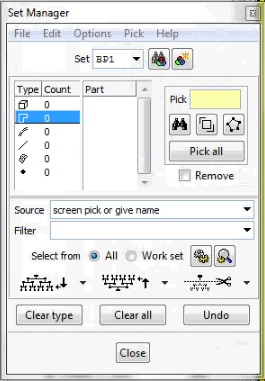 Set Manager
File Edit Options Pick Help
Set BP1
Type Count Part
0
0
0
0
0
0
Pick
Pick all
Remove
Source screen pick or give name
Filter
Select from All Work set
Clear type Clear all Undo
Close